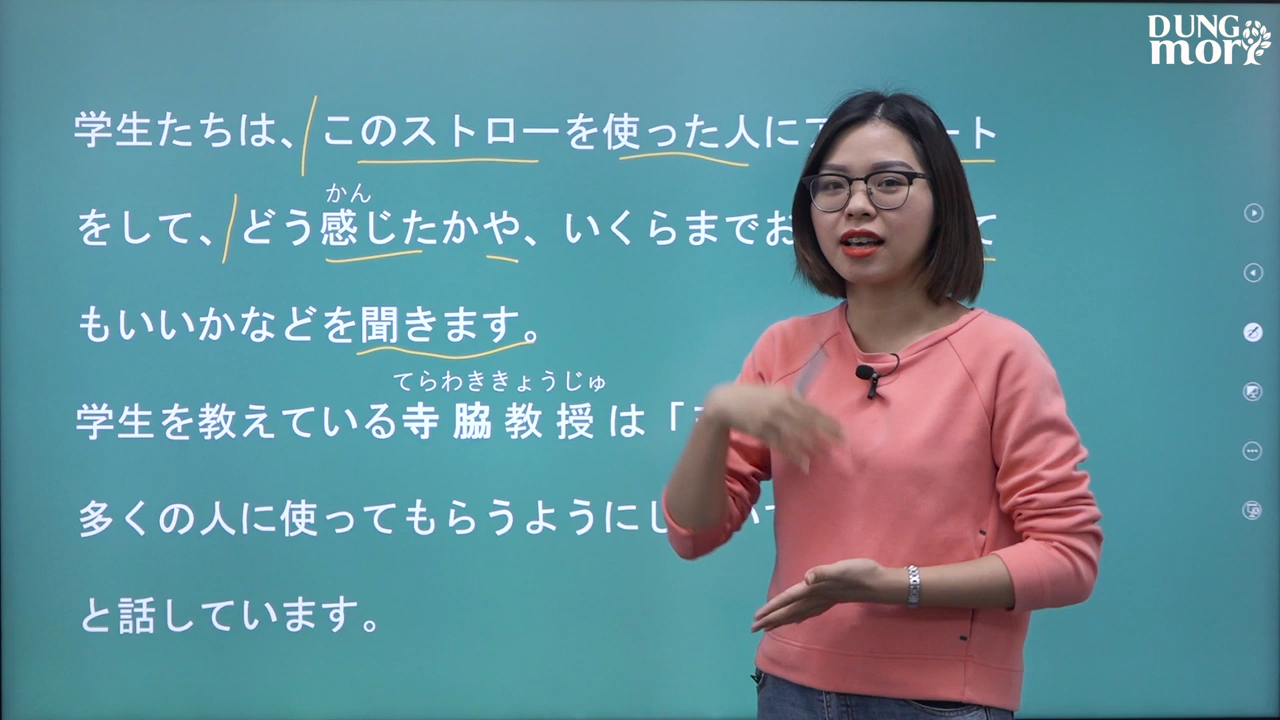 DUNG
mori
学生たちは、このストローを使った人にア ート
かん
をして、どう感じたかや、いくらまでお て
もいいかなどを聞きます。
てらわききょうじゅ
学生を教えている寺脇教授は「
多くの人に使ってもらうようにし
と話しています。